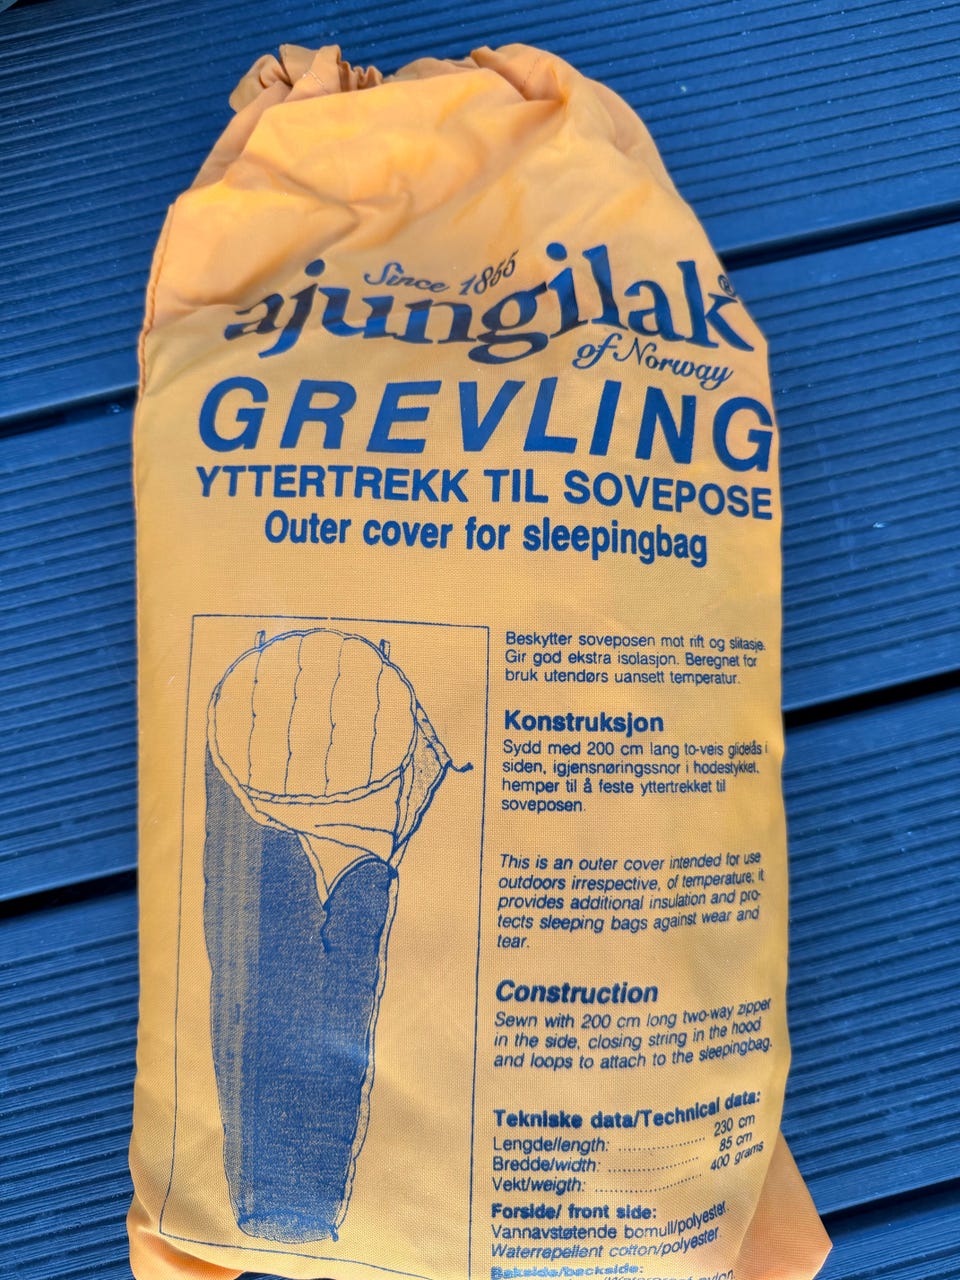 Since 1855
ajungilak®
of Norway
GREVLING
YTTERTREKK TIL SOVEPOSE
Outer cover for sleepingbag
Beskytter soveposen mot rift og slitasje.
Gir god ekstra isolasjon. Beregnet for
bruk utendørs uansett temperatur.
Konstruksjon
Sydd med 200 cm lang to-veis glidelås i
siden, igjensnøringssnor i hodestykket.
hemper til å feste yttertrekket til
soveposen.
This is an outer cover intended for use
outdoors irrespective, of temperature; it
provides additional insulation and pro-
tects sleeping bags against wear and
tear.
Construction
Sewn with 200 cm long two-way zipper
in the side, closing string in the hood
and loops to attach to the sleepingbag.
Tekniske data/Technical data:
Lengde/length: .................... 230 cm
Bredde/width: .................... 85 cm
Vekt/weigth: .................... 400 grams
Forside/ front side:
Vannavstøtende bomull/polyester.
Waterrepellent cotton/polyester.
Bakside/backside:
nylon.